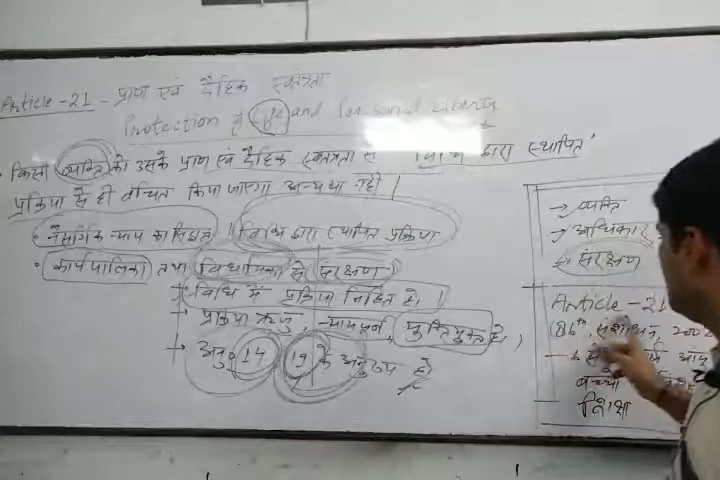 Article - 21 - प्राण एवं दैहिक स्वतंत्रता
Protection of Life and Personal Liberty
• किसी व्यक्ति को उसके प्राण एवं दैहिक स्वतंत्रता से विधि द्वारा स्थापित
प्रक्रिया से ही वंचित किया जाएगा अन्यथा नहीं |
• नैसर्गिक न्याय का सिद्धांत | विधि द्वारा स्थापित प्रक्रिया
• कार्यपालिका तथा विधायिका से संरक्षण
→ विधि में प्रक्रिया निहित हो |
→ प्रक्रिया ऋजु, न्यायपूर्ण, युक्तियुक्त हो,
→ अनु० 14 19 के अनुरूप हो
→ व्यक्ति
→ अधिकार
→ संरक्षण
Article - 21
86th संशोधन, 2002
आयु
बच्चो
शिक्षा